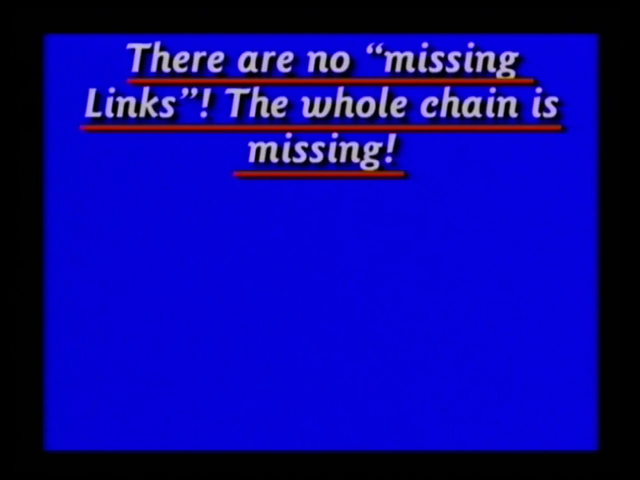 There are no “missing
Links”! The whole chain is
missing!